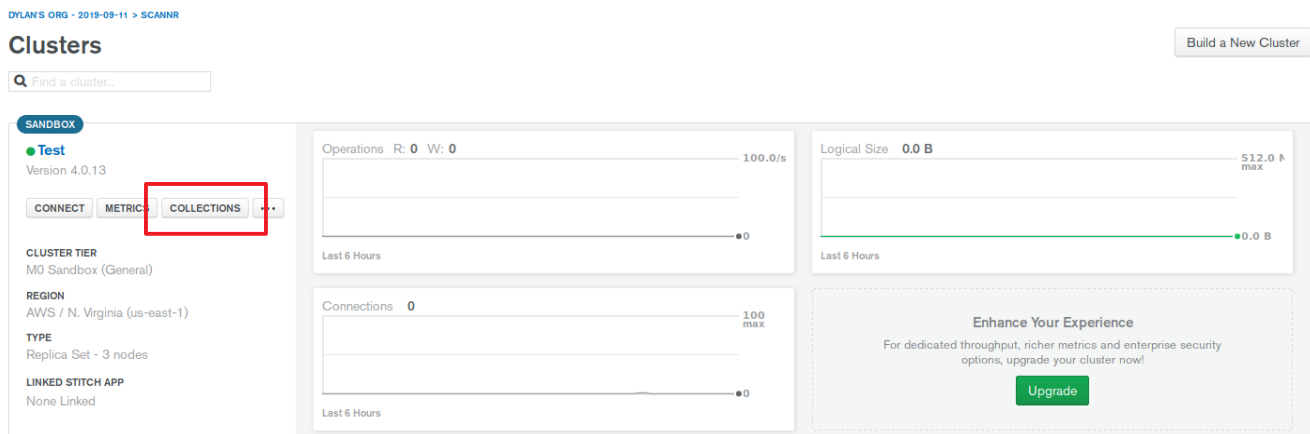 DYLAN'S ORG - 2019-09-11 > SCANNR
Clusters
Build a New Cluster
Find a cluster...
SANDBOX
Test
Version 4.0.13
CONNECT METRICS COLLECTIONS ...
CLUSTER TIER
M0 Sandbox (General)
REGION
AWS / N. Virginia (us-east-1)
TYPE
Replica Set - 3 nodes
LINKED STITCH APP
None Linked
Operations R: 0 W: 0
100.0/s
0
Last 6 Hours
Logical Size 0.0 B
512.0
max
0.0 B
Last 6 Hours
Connections 0
100
max
0
Last 6 Hours
Enhance Your Experience
For dedicated throughput, richer metrics and enterprise security
options, upgrade your cluster now!
Upgrade